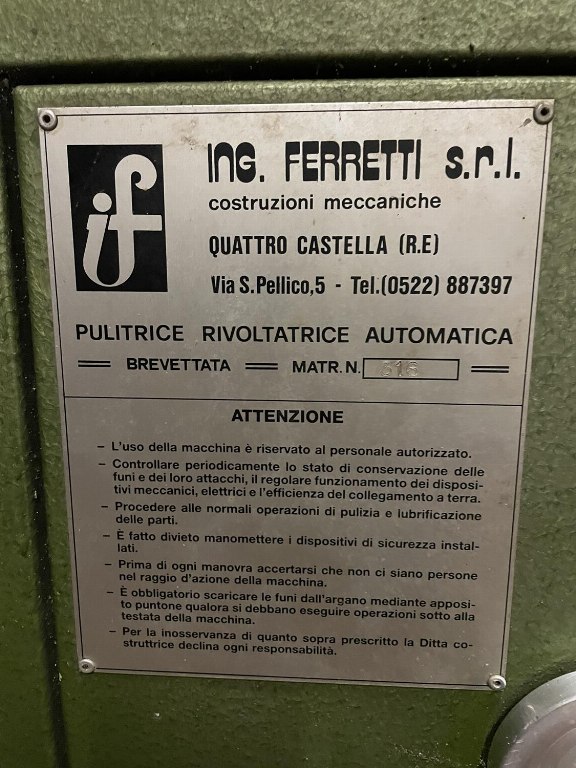 if
ING. FERRETTI s.r.l.
costruzioni meccaniche
QUATTRO CASTELLA (R.E)
Via S.Pellico,5 - Tel.(0522) 887397
PULITRICE RIVOLTATRICE AUTOMATICA
BREVETTATA MATR. N.
ATTENZIONE
– L'uso della macchina è riservato al personale autorizzato.
– Controllare periodicamente lo stato di conservazione delle
funi e dei loro attacchi, il regolare funzionamento dei disposi-
tivi meccanici, elettrici e l'efficienza del collegamento a terra.
– Procedere alle normali operazioni di pulizia e lubrificazione
delle parti.
– È fatto divieto manomettere i dispositivi di sicurezza instal-
lati.
– Prima di ogni manovra accertarsi che non ci siano persone
nel raggio d'azione della macchina.
– È obbligatorio scaricare le funi dall'argano mediante apposi-
to puntone qualora si debbano eseguire operazioni sotto alla
testata della macchina.
– Per la inosservanza di quanto sopra prescritto la Ditta co-
struttrice declina ogni responsabilità.